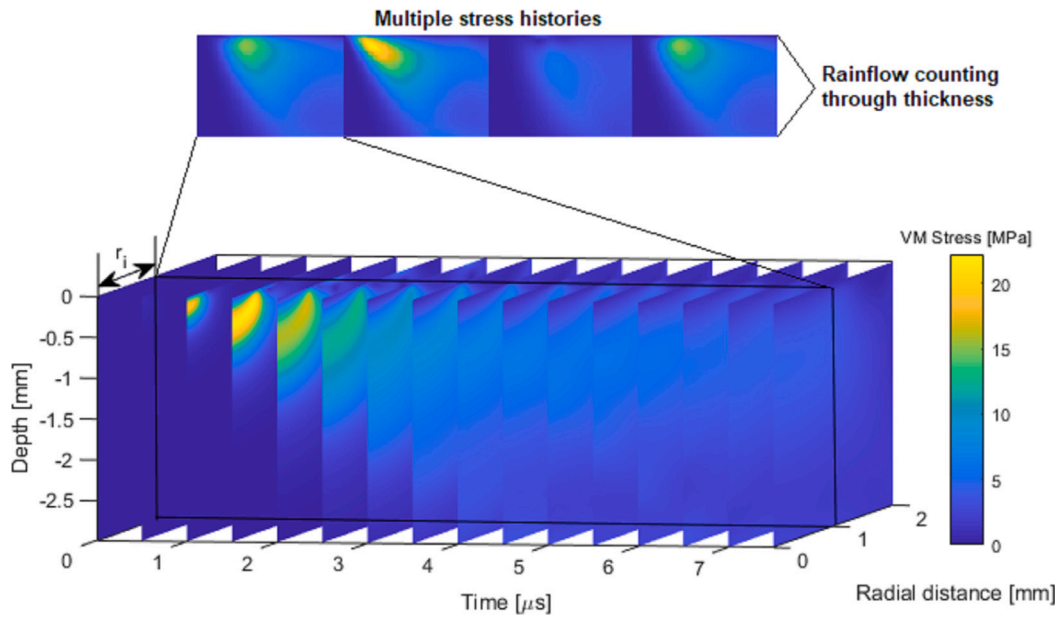 Multiple stress histories
Rainflow counting
through thickness
r_i
VM Stress [MPa]
20
15
10
5
0
0
-0.5
-1
-1.5
-2
-2.5
Depth [mm]
0
1
2
3
4
5
6
7
Time [μs]
0
1
2
Radial distance [mm]